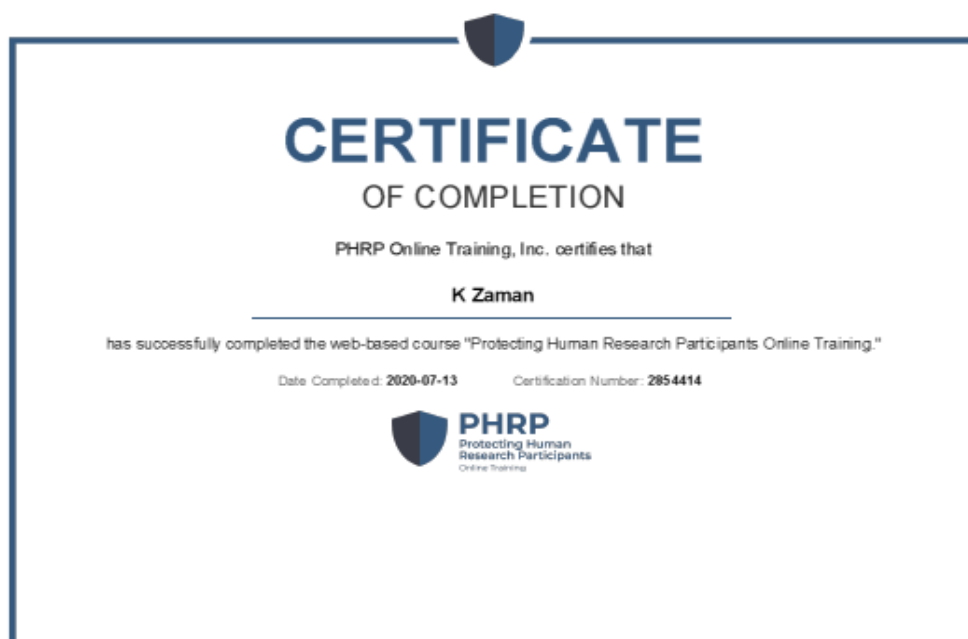 CERTIFICATE
OF COMPLETION
PHRP Online Training, Inc. certifies that
K Zaman
has successfully completed the web-based course "Protecting Human Research Participants Online Training."
Date Completed: 2020-07-13 Certification Number: 2854414
PHRP
Protecting Human
Research Participants
Online Training